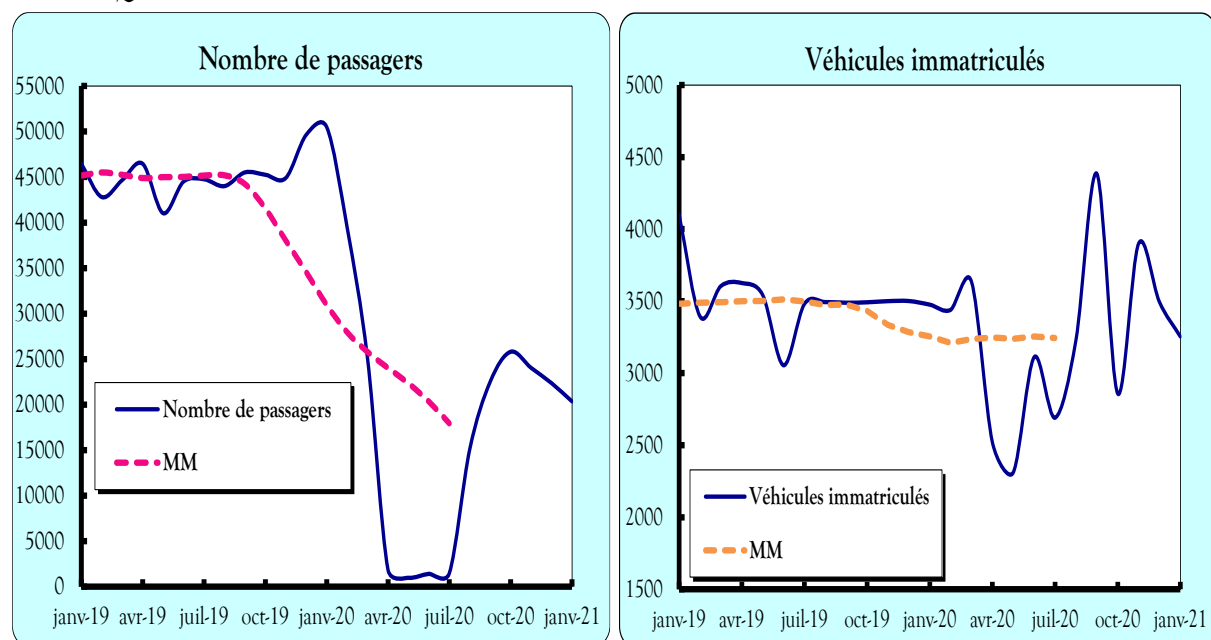 Nombre de passagers
55000
50000
45000
40000
35000
30000
25000
20000
15000
10000
5000
0
Nombre de passagers
MM
janv-19 avr-19 juil-19 oct-19 janv-20 avr-20 juil-20 oct-20 janv-21
Véhicules immatriculés
5000
4500
4000
3500
3000
2500
2000
1500
Véhicules immatriculés
MM
janv-19 avr-19 juil-19 oct-19 janv-20 avr-20 juil-20 oct-20 janv-21